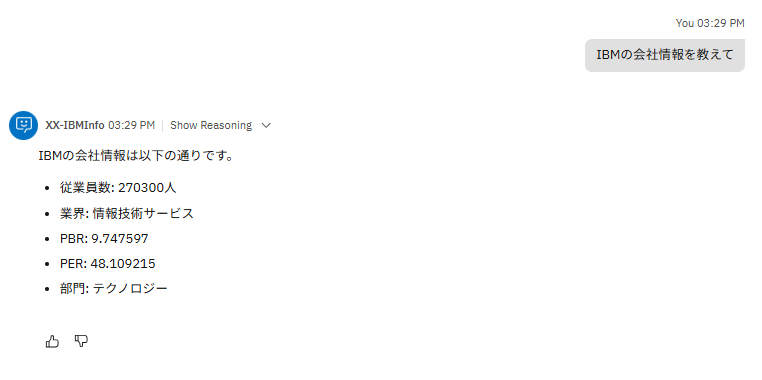 You 03:29 PM
IBMの会社情報を教えて
XX-IBMInfo 03:29 PM Show Reasoning
IBMの会社情報は以下の通りです。
• 従業員数: 270300人
• 業界: 情報技術サービス
• PBR: 9.747597
• PER: 48.109215
• 部門: テクノロジー